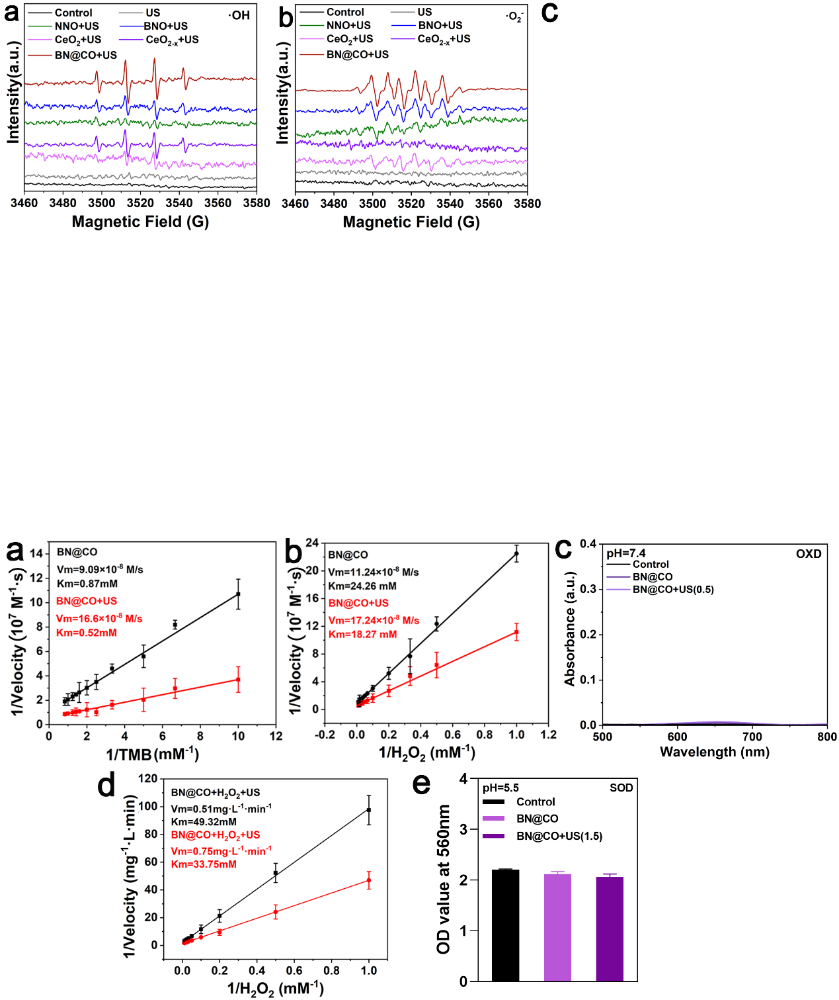 a
Control
US
·OH
NNO+US
BNO+US
CeO2+US
CeO2-x+US
BN@CO+US
Intensity(a.u.)
3460 3480 3500 3520 3540 3560 3580
Magnetic Field (G)
b
Control
US
·O2-
NNO+US
BNO+US
CeO2+US
CeO2-x+US
BN@CO+US
Intensity(a.u.)
3460 3480 3500 3520 3540 3560 3580
Magnetic Field (G)
c
a
BN@CO
Vm=9.09×10-8 M/s
Km=0.87mM
BN@CO+US
Vm=16.6×10-8 M/s
Km=0.52mM
1/Velocity (107 M-1·s)
14
12
10
8
6
4
2
0
0 2 4 6 8 10 12
1/TMB(mM-1)
b
BN@CO
Vm=11.24×10-8 M/s
Km=24.26 mM
BN@CO+US
Vm=17.24×10-8 M/s
Km=18.27 mM
1/Velocity (107 M-1·s)
24
20
16
12
8
4
0
-0.2 0.0 0.2 0.4 0.6 0.8 1.0 1.2
1/H2O2 (mM-1)
c
pH=7.4
OXD
Control
BN@CO
BN@CO+US(0.5)
Absorbance (a.u.)
0.4
0.3
0.2
0.1
0.0
500 600 700 800
Wavelength (nm)
d
BN@CO+H2O2+US
Vm=0.51mg·L-1·min-1
Km=49.32mM
BN@CO+H2O2+US
Vm=0.75mg·L-1·min-1
Km=33.75mM
1/Velocity (mg-1·L·min)
120
100
80
60
40
20
0
0.0 0.2 0.4 0.6 0.8 1.0
1/H2O2 (mM-1)
e
pH=5.5
SOD
Control
BN@CO
BN@CO+US(1.5)
OD value at 560nm
4
3
2
1
0